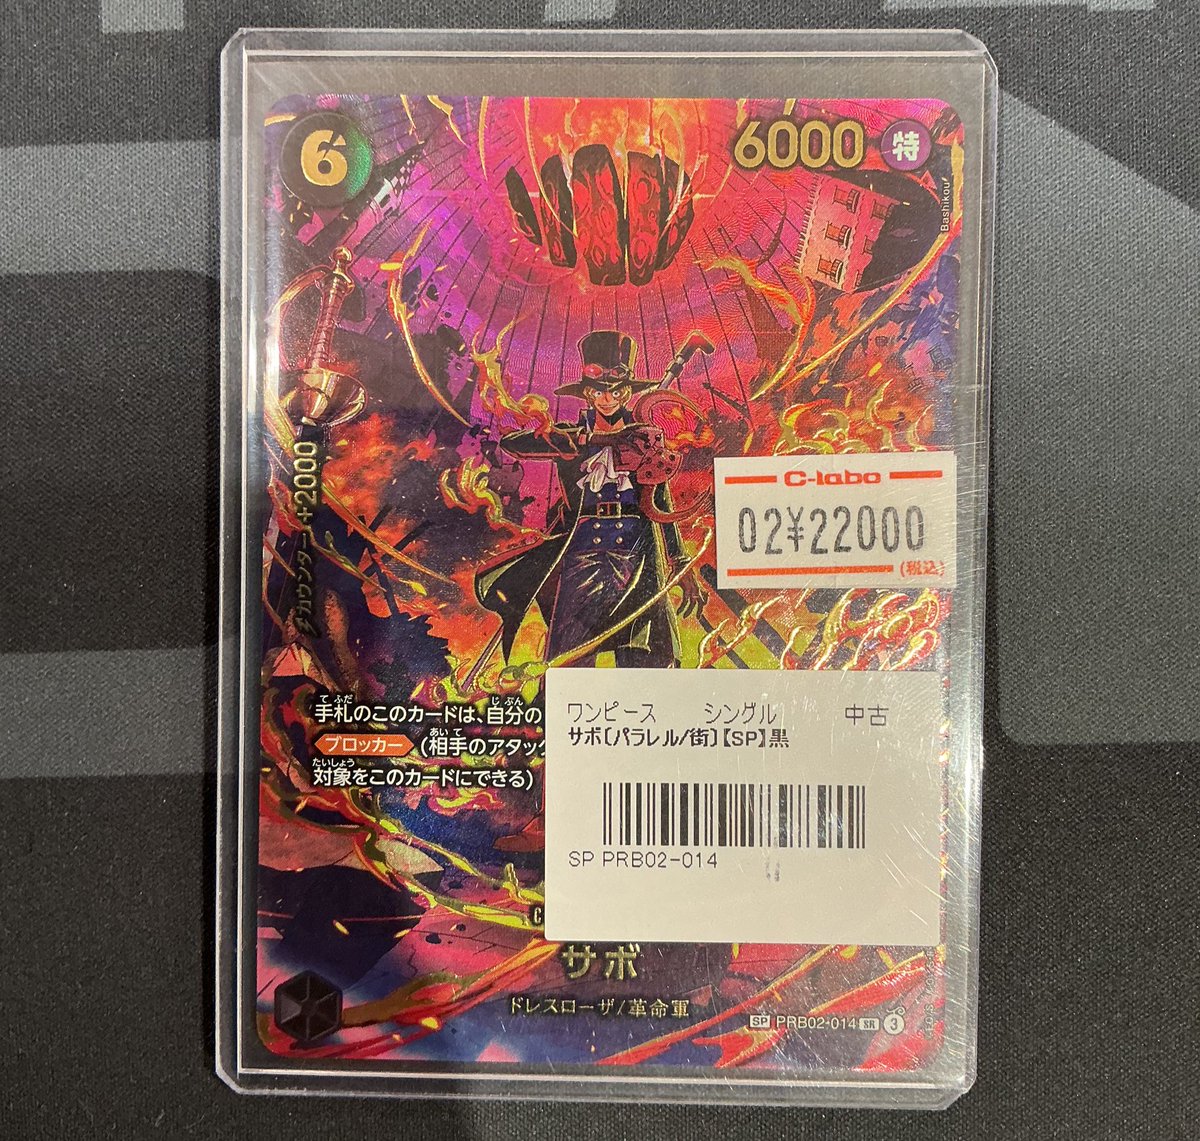 6
6000 特
Bashikou
カウンター+2000
C-labo
02¥22000
(税込)
手札のこのカードは、自分の
ブロッカー (相手のアタック
対象をこのカードにできる)
ワンピース シングル 中古
サボ〔パラレル/街〕【SP】黒
SP PRB02-014
サボ
ドレスローザ/革命軍
SP PRB02-014 SR 3